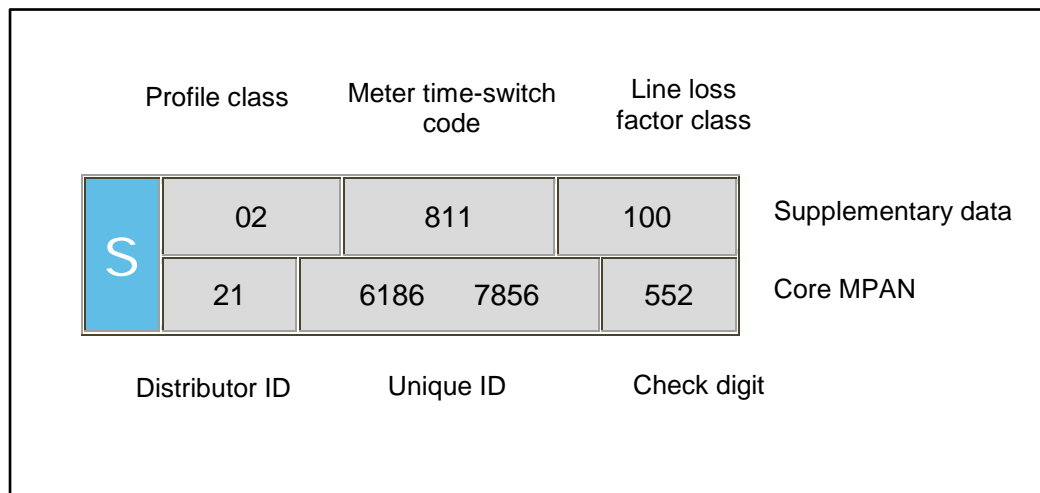 Profile class
Meter time-switch
code
Line loss
factor class
S
02 811 100
Supplementary data
21 6186 7856 552
Core MPAN
Distributor ID
Unique ID
Check digit